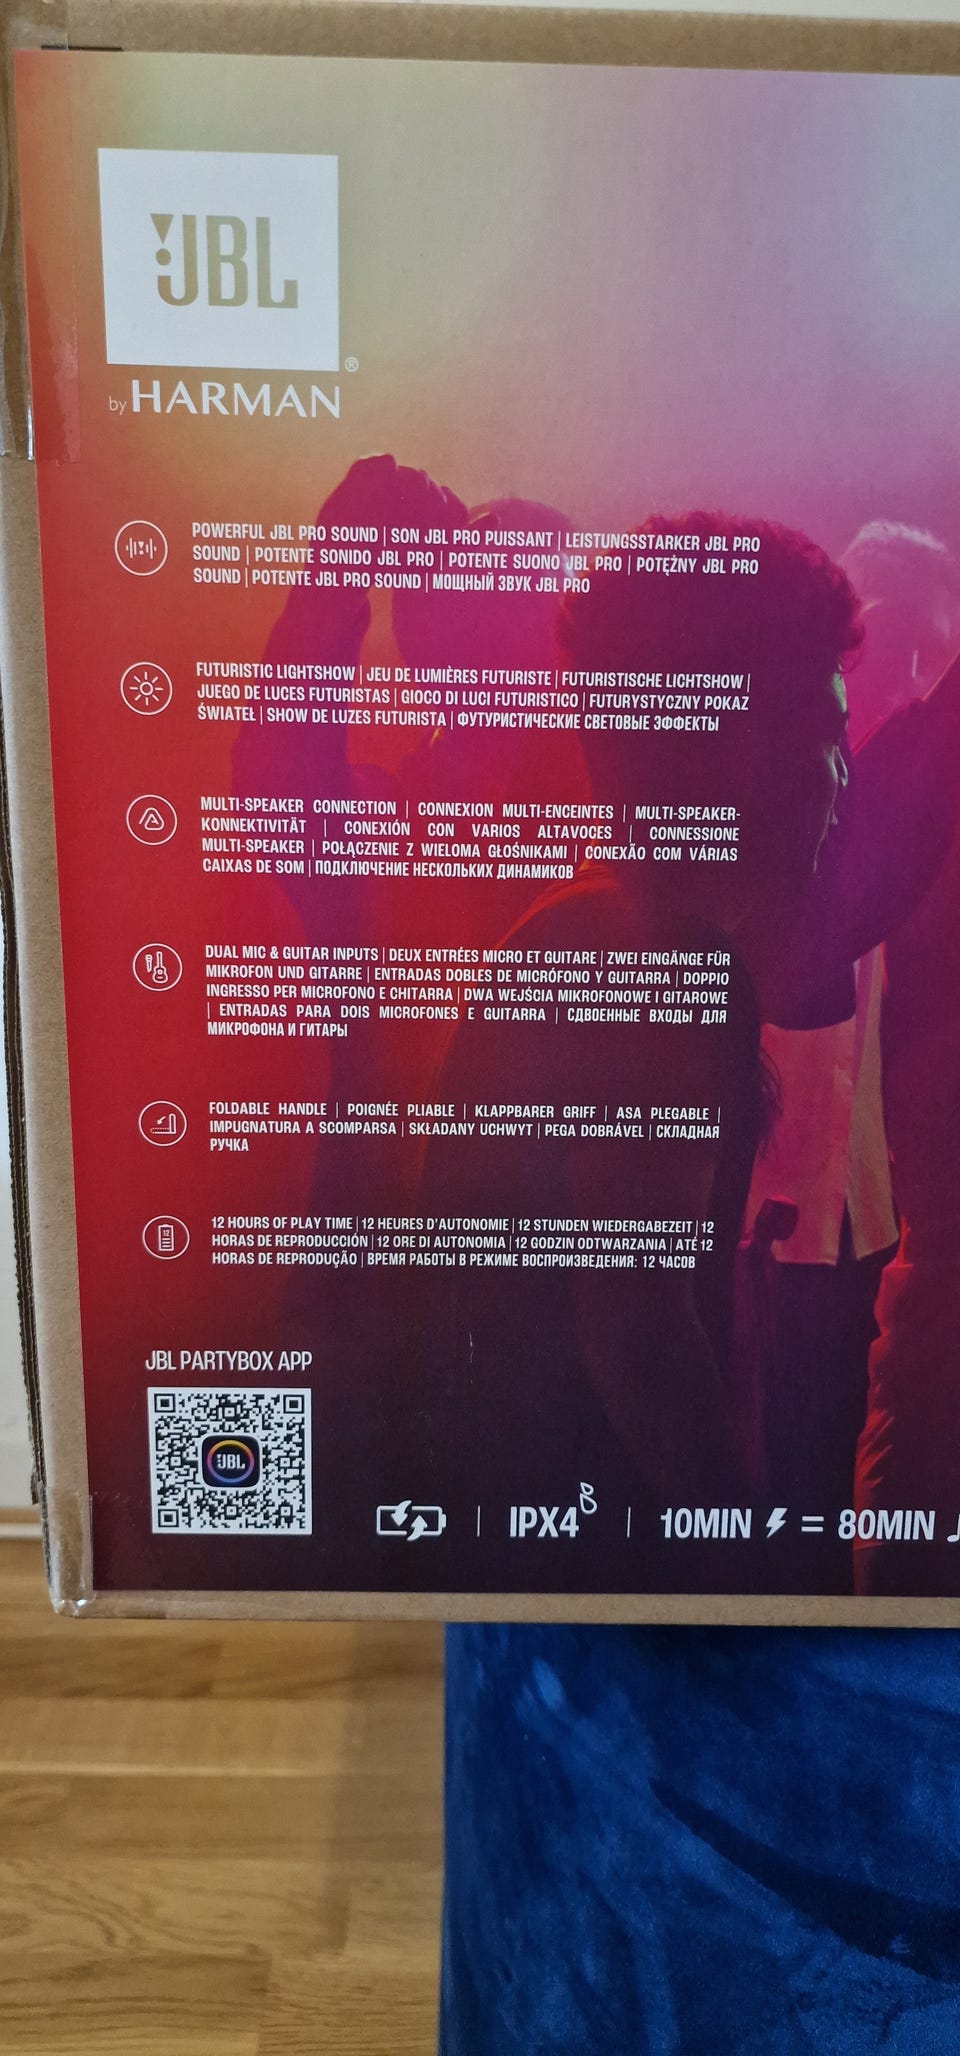 JBL
®
by HARMAN
POWERFUL JBL PRO SOUND | SON JBL PRO PUISSANT | LEISTUNGSSTARKER JBL PRO
SOUND | POTENTE SONIDO JBL PRO | POTENTE SUONO JBL PRO | POTĘŻNY JBL PRO
SOUND | POTENTE JBL PRO SOUND | МОЩНЫЙ ЗВУК JBL PRO
FUTURISTIC LIGHTSHOW | JEU DE LUMIÈRES FUTURISTE | FUTURISTISCHE LICHTSHOW |
JUEGO DE LUCES FUTURISTAS | GIOCO DI LUCI FUTURISTICO | FUTURYSTYCZNY POKAZ
ŚWIATEŁ | SHOW DE LUZES FUTURISTA | ФУТУРИСТИЧЕСКИЕ СВЕТОВЫЕ ЭФФЕКТЫ
MULTI-SPEAKER CONNECTION | CONNEXION MULTI-ENCEINTES | MULTI-SPEAKER-
KONNEKTIVITÄT | CONEXIÓN CON VARIOS ALTAVOCES | CONNESSIONE
MULTI-SPEAKER | POŁĄCZENIE Z WIELOMA GŁOŚNIKAMI | CONEXÃO COM VÁRIAS
CAIXAS DE SOM | ПОДКЛЮЧЕНИЕ НЕСКОЛЬКИХ ДИНАМИКОВ
DUAL MIC & GUITAR INPUTS | DEUX ENTRÉES MICRO ET GUITARE | ZWEI EINGÄNGE FÜR
MIKROFON UND GITARRE | ENTRADAS DOBLES DE MICRÓFONO Y GUITARRA | DOPPIO
INGRESSO PER MICROFONO E CHITARRA | DWA WEJŚCIA MIKROFONOWE I GITAROWE
| ENTRADAS PARA DOIS MICROFONES E GUITARRA | СДВОЕННЫЕ ВХОДЫ ДЛЯ
МИКРОФОНА И ГИТАРЫ
FOLDABLE HANDLE | POIGNÉE PLIABLE | KLAPPBARER GRIFF | ASA PLEGABLE |
IMPUGNATURA A SCOMPARSA | SKŁADANY UCHWYT | PEGA DOBRÁVEL | СКЛАДНАЯ
РУЧКА
12
12 HOURS OF PLAY TIME | 12 HEURES D'AUTONOMIE | 12 STUNDEN WIEDERGABEZEIT | 12
HORAS DE REPRODUCCIÓN | 12 ORE DI AUTONOMIA | 12 GODZIN ODTWARZANIA | ATÉ 12
HORAS DE REPRODUÇÃO | ВРЕМЯ РАБОТЫ В РЕЖИМЕ ВОСПРОИЗВЕДЕНИЯ: 12 ЧАСОВ
JBL PARTYBOX APP
JBL
| IPX4 | 10MIN = 80MIN